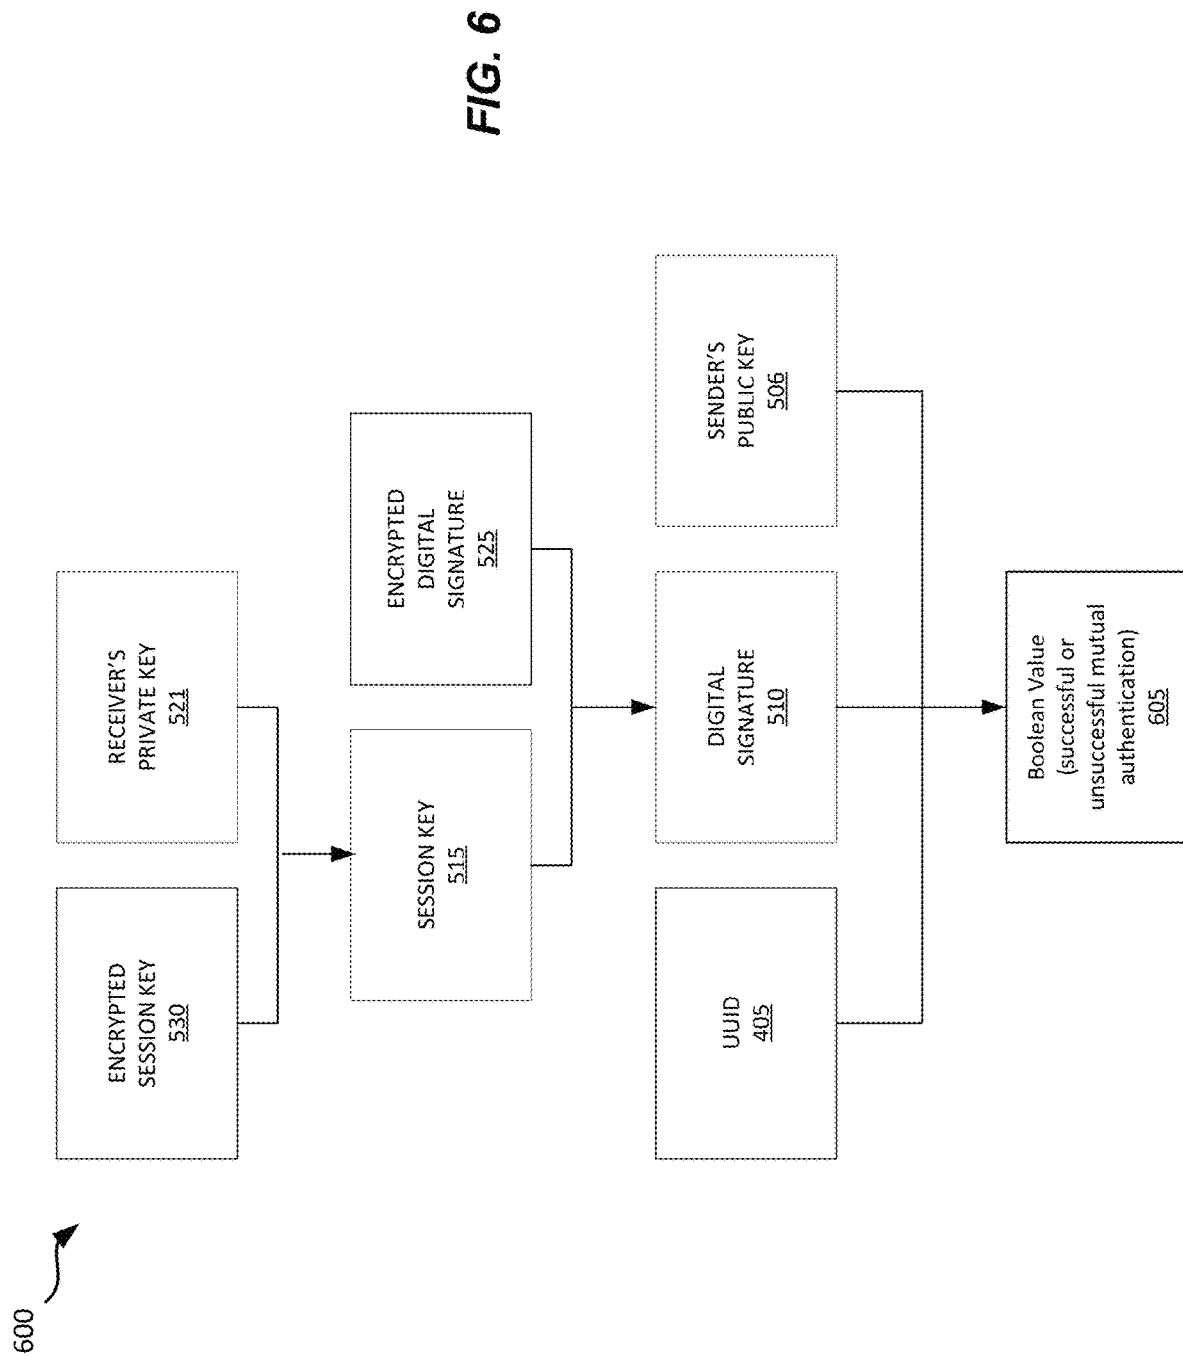 600
ENCRYPTED
SESSION KEY
530
RECEIVER'S
PRIVATE KEY
521
SESSION KEY
515
ENCRYPTED
DIGITAL
SIGNATURE
525
UUID
405
DIGITAL
SIGNATURE
510
SENDER'S
PUBLIC KEY
506
Boolean Value
(successful or
unsuccessful mutual
authentication)
605
FIG. 6